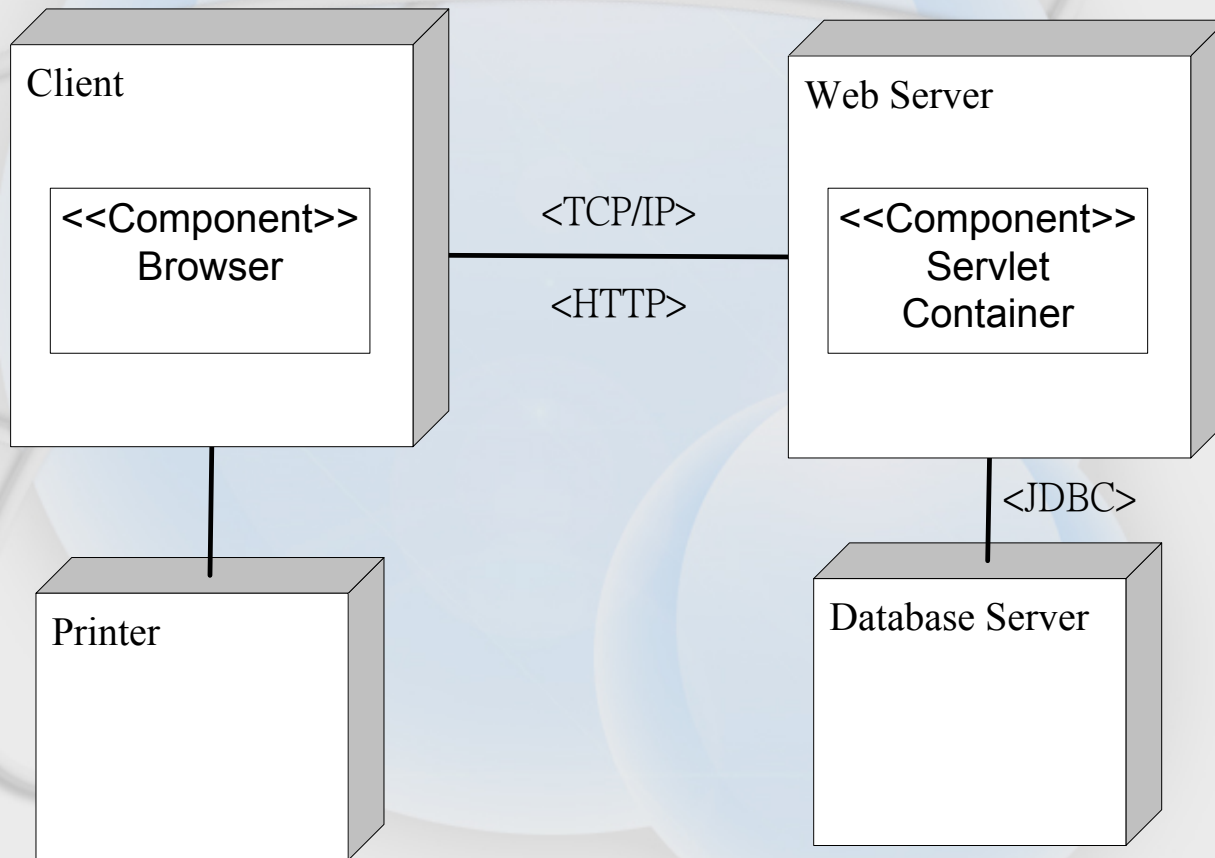 Client
<<Component>>
Browser
<TCP/IP>
<HTTP>
Web Server
<<Component>>
Servlet
Container
<JDBC>
Printer
Database Server